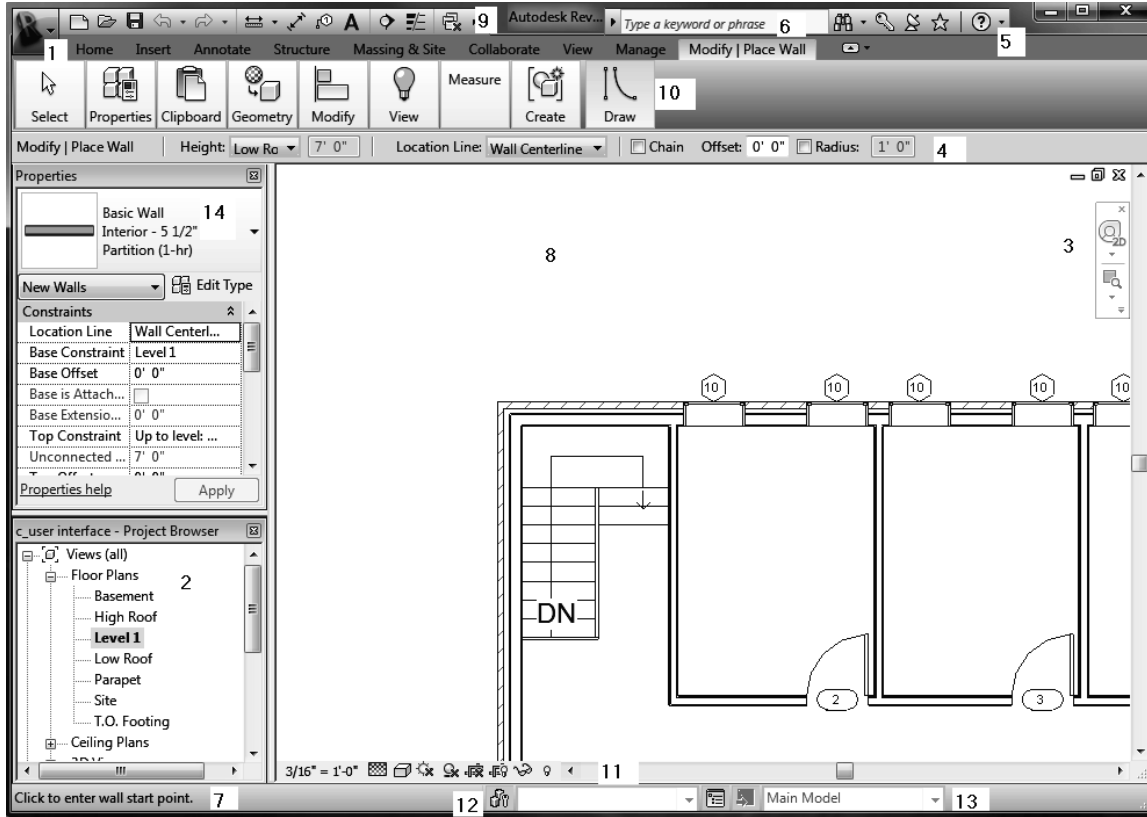 A
9
Autodesk Rev...
Type a keyword or phrase
6
?
5
1
Home Insert Annotate Structure Massing & Site Collaborate View Manage Modify | Place Wall
Select Properties Clipboard Geometry Modify View Measure Create Draw
10
Modify | Place Wall Height: Low Ro 7' 0" Location Line: Wall Centerline Chain Offset: 0' 0" Radius: 1' 0" 4
Properties
Basic Wall
Interior - 5 1/2"
Partition (1-hr)
14
New Walls Edit Type
Constraints
Location Line Wall Centerl...
Base Constraint Level 1
Base Offset 0' 0"
Base is Attach...
Base Extensio... 0' 0"
Top Constraint Up to level: ...
Unconnected ... 7' 0"
Properties help Apply
c_user interface - Project Browser
Views (all)
2
Floor Plans
Basement
High Roof
Level 1
Low Roof
Parapet
Site
T.O. Footing
Ceiling Plans
8
3
2D
10 10 10 10 10
DN
2 3
3/16" = 1'-0"
11
Click to enter wall start point. 7
12
Main Model 13